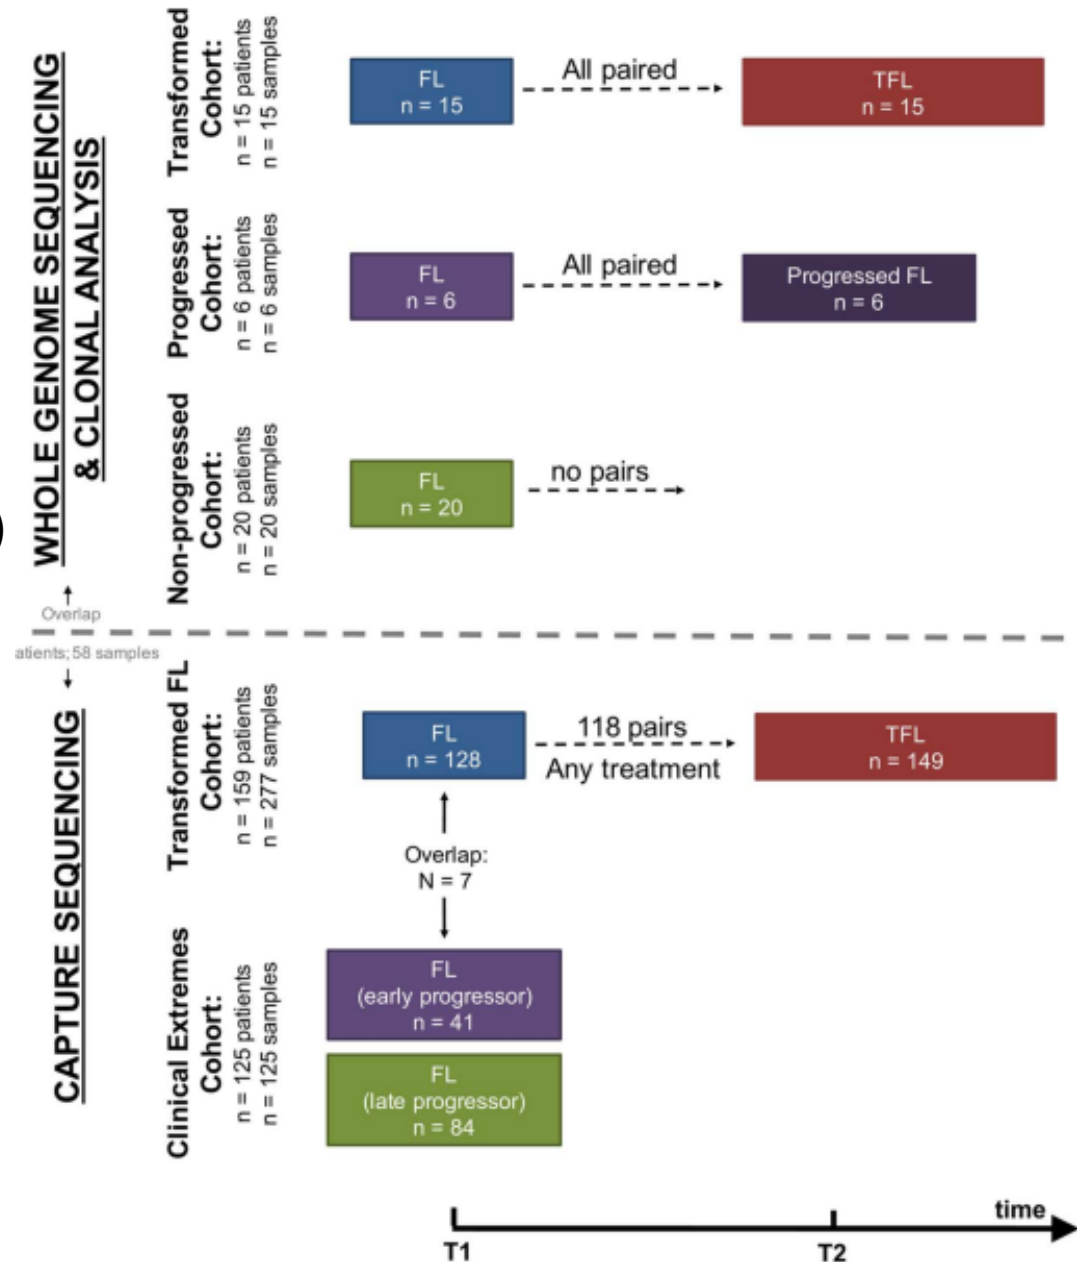 WHOLE GENOME SEQUENCING
& CLONAL ANALYSIS
Transformed
Cohort:
n = 15 patients
n = 15 samples
FL
n = 15
All paired
TFL
n = 15
Progressed
Cohort:
n = 6 patients
n = 6 samples
FL
n = 6
All paired
Progressed FL
n = 6
Non-progressed
Cohort:
n = 20 patients
n = 20 samples
FL
n = 20
no pairs
)
Overlap
atients; 58 samples
CAPTURE SEQUENCING
Transformed FL
Cohort:
n = 159 patients
n = 277 samples
FL
n = 128
118 pairs
Any treatment
TFL
n = 149
Overlap:
N = 7
Clinical Extremes
Cohort:
n = 125 patients
n = 125 samples
FL
(early progressor)
n = 41
FL
(late progressor)
n = 84
time
T1
T2